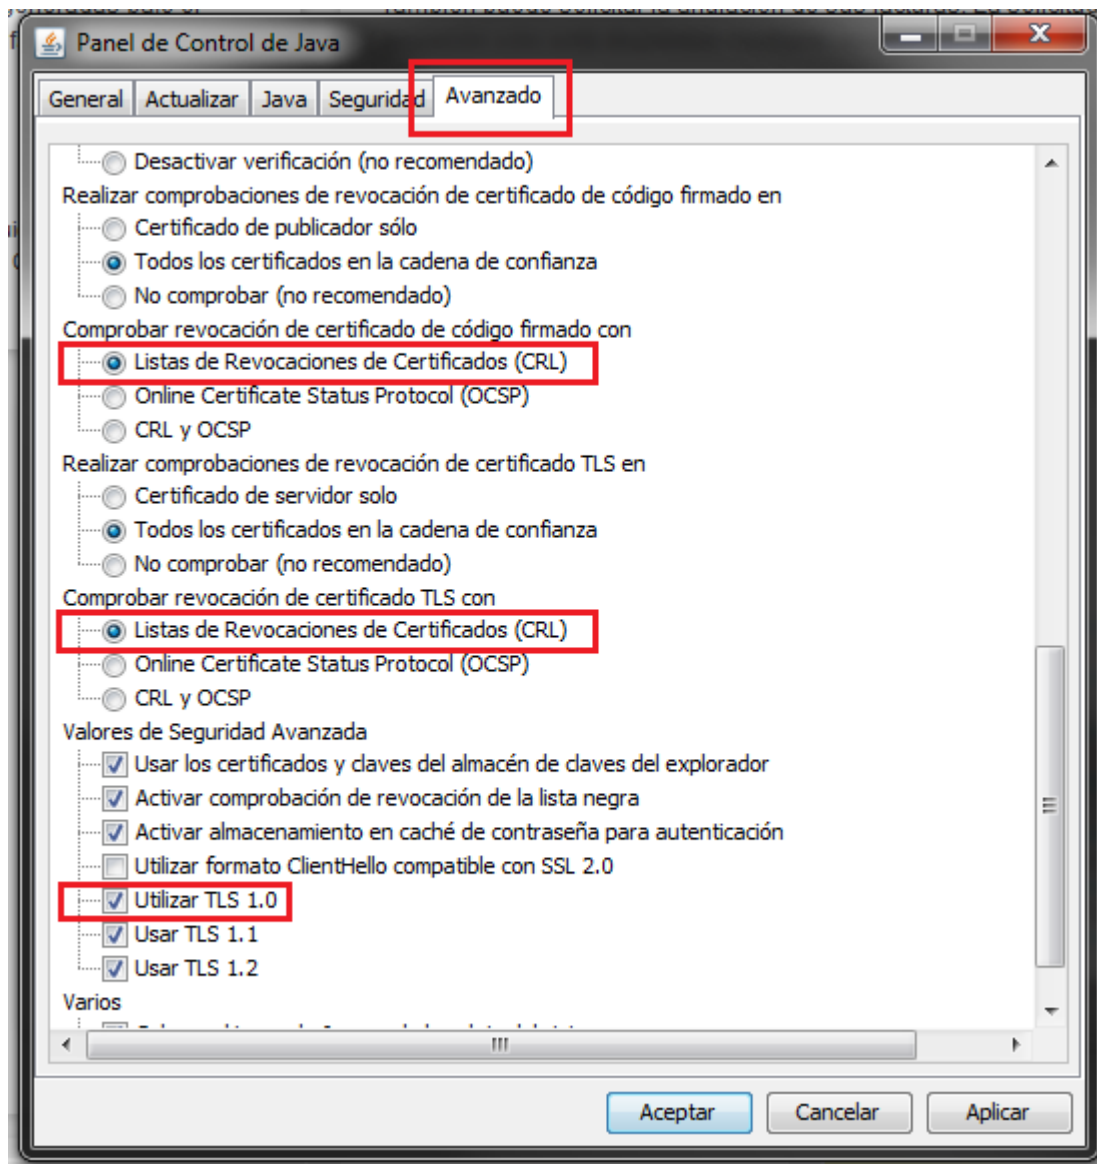 Panel de Control de Java
General Actualizar Java Seguridad Avanzado
Desactivar verificación (no recomendado)
Realizar comprobaciones de revocación de certificado de código firmado en
Certificado de publicador sólo
Todos los certificados en la cadena de confianza
No comprobar (no recomendado)
Comprobar revocación de certificado de código firmado con
Listas de Revocaciones de Certificados (CRL)
Online Certificate Status Protocol (OCSP)
CRL y OCSP
Realizar comprobaciones de revocación de certificado TLS en
Certificado de servidor solo
Todos los certificados en la cadena de confianza
No comprobar (no recomendado)
Comprobar revocación de certificado TLS con
Listas de Revocaciones de Certificados (CRL)
Online Certificate Status Protocol (OCSP)
CRL y OCSP
Valores de Seguridad Avanzada
Usar los certificados y claves del almacén de claves del explorador
Activar comprobación de revocación de la lista negra
Activar almacenamiento en caché de contraseña para autenticación
Utilizar formato ClientHello compatible con SSL 2.0
Utilizar TLS 1.0
Usar TLS 1.1
Usar TLS 1.2
Varios
Aceptar Cancelar Aplicar